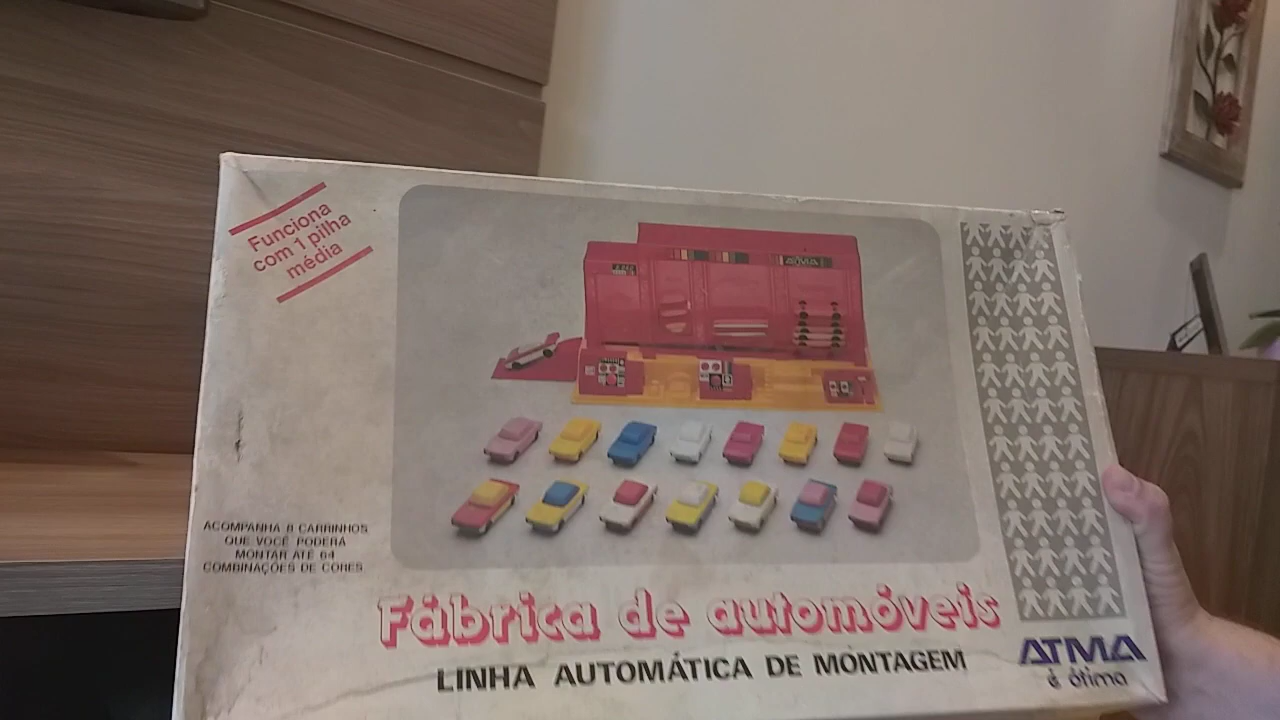 Funciona
com 1 pilha
média
ATMA
ACOMPANHA 8 CARRINHOS
QUE VOCÊ PODERÁ
MONTAR ATÉ 64
COMBINAÇÕES DE CORES
Fábrica de automóveis
LINHA AUTOMÁTICA DE MONTAGEM
ATMA
é ótima